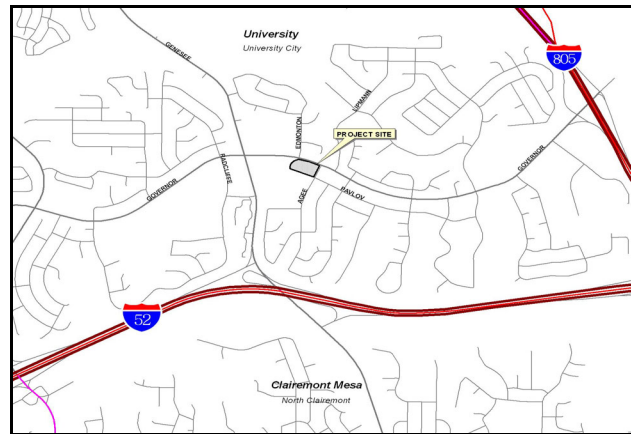 University
University City
GENESEE
805
LIPMANN
EDMONTON
PROJECT SITE
RADCLIFFE
GOVERNOR
GOVERNOR
AGEE
PAVLOV
52
Clairemont Mesa
North Clairemont